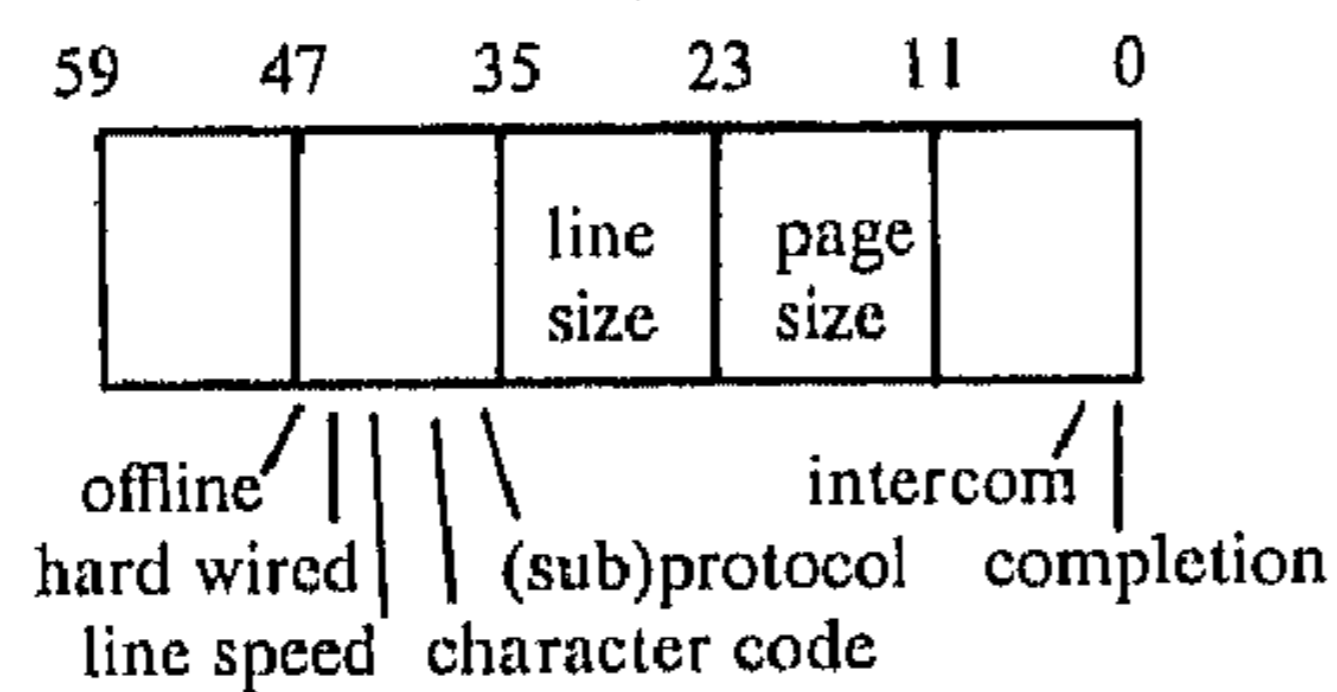 59 47 35 23 11 0
line page
size size
offline intercom
hard wired (sub)protocol completion
line speed character code